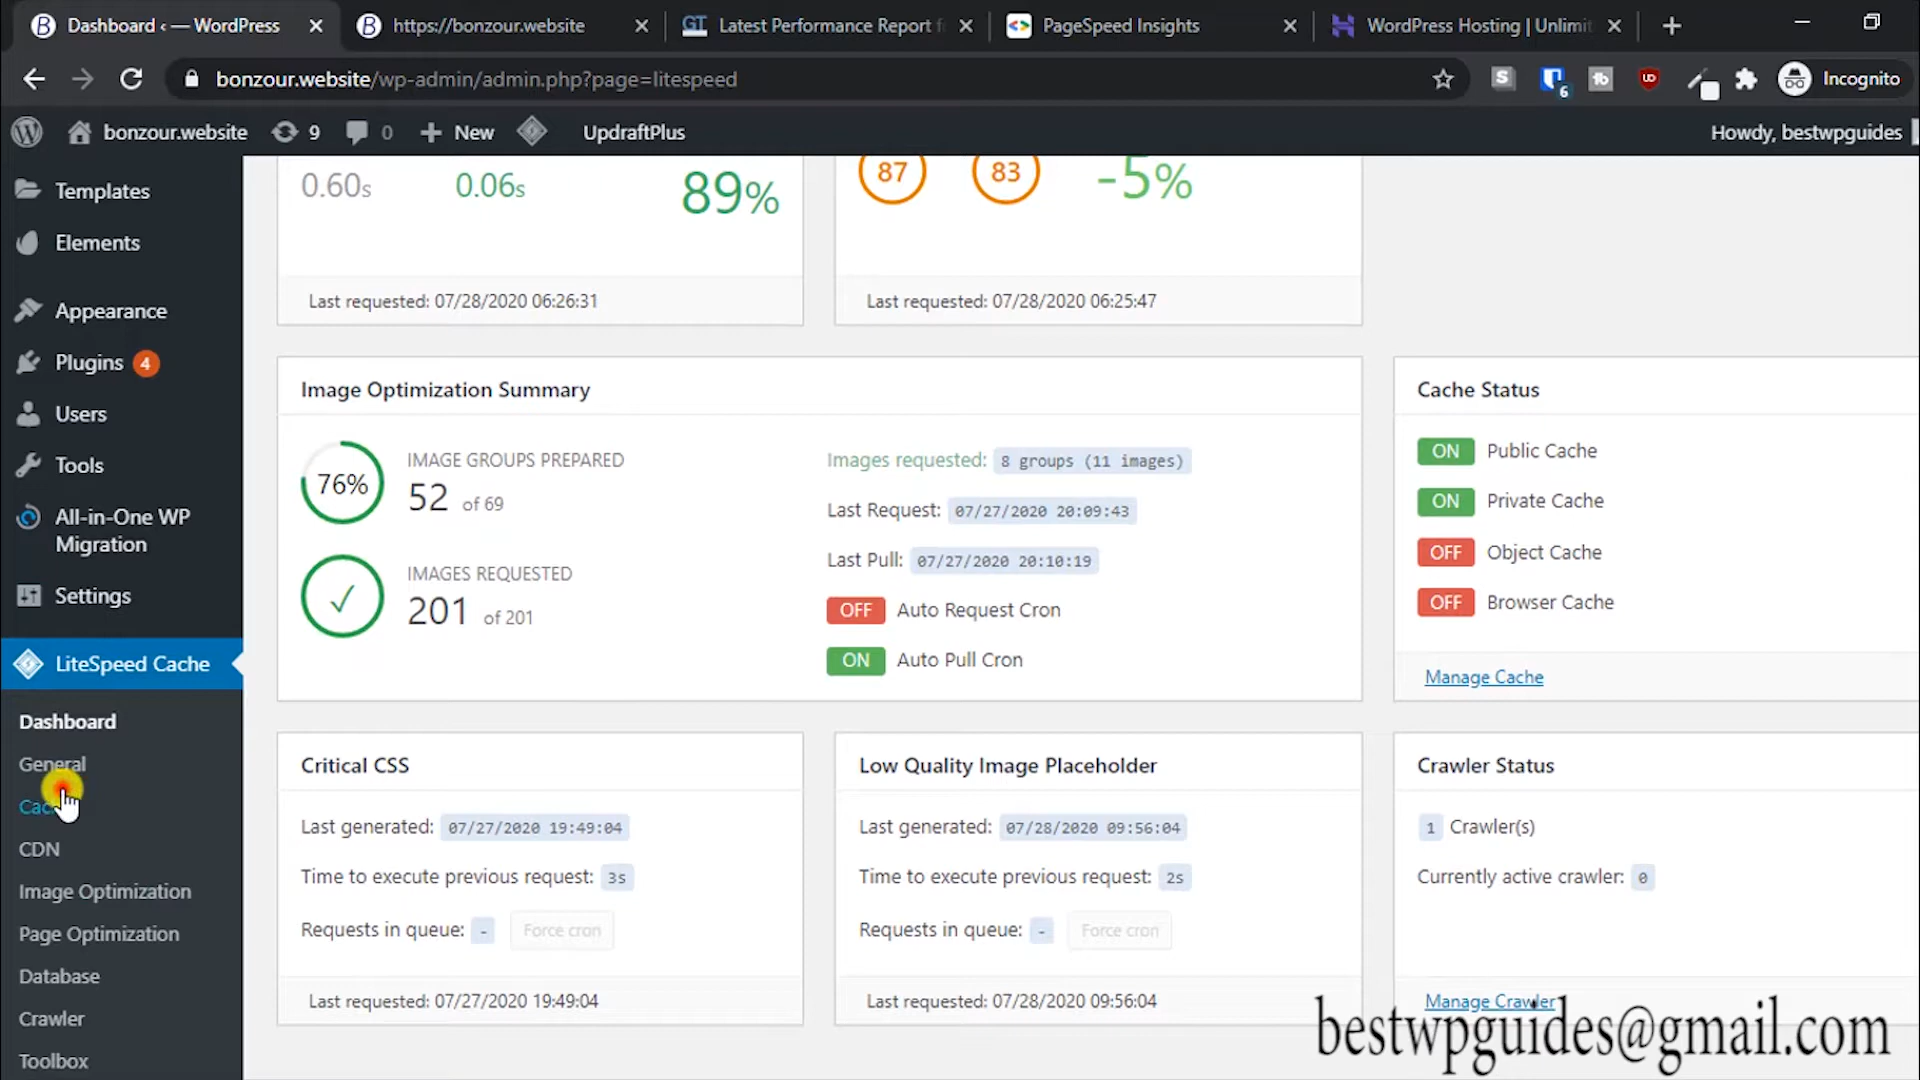 Dashboard ‹ — WordPress
https://bonzour.website
GT Latest Performance Report f
PageSpeed Insights
WordPress Hosting | Unlimit
bonzour.website/wp-admin/admin.php?page=litespeed
S
6
tb
UD
Incognito
bonzour.website
9
0
New
UpdraftPlus
Howdy, bestwpguides
Templates
Elements
Appearance
Plugins 4
Users
Tools
All-in-One WP
Migration
Settings
LiteSpeed Cache
Dashboard
General
Cac
CDN
Image Optimization
Page Optimization
Database
Crawler
Toolbox
0.60s 0.06s 89%
Last requested: 07/28/2020 06:26:31
87 83 -5%
Last requested: 07/28/2020 06:25:47
Image Optimization Summary
76%
IMAGE GROUPS PREPARED
52 of 69
IMAGES REQUESTED
201 of 201
Images requested: 8 groups (11 images)
Last Request: 07/27/2020 20:09:43
Last Pull: 07/27/2020 20:10:19
OFF Auto Request Cron
ON Auto Pull Cron
Cache Status
ON Public Cache
ON Private Cache
OFF Object Cache
OFF Browser Cache
Manage Cache
Critical CSS
Last generated: 07/27/2020 19:49:04
Time to execute previous request: 3s
Requests in queue: - Force cron
Last requested: 07/27/2020 19:49:04
Low Quality Image Placeholder
Last generated: 07/28/2020 09:56:04
Time to execute previous request: 2s
Requests in queue: - Force cron
Last requested: 07/28/2020 09:56:04
Crawler Status
1 Crawler(s)
Currently active crawler: 0
Manage Crawler
bestwpguides@gmail.com